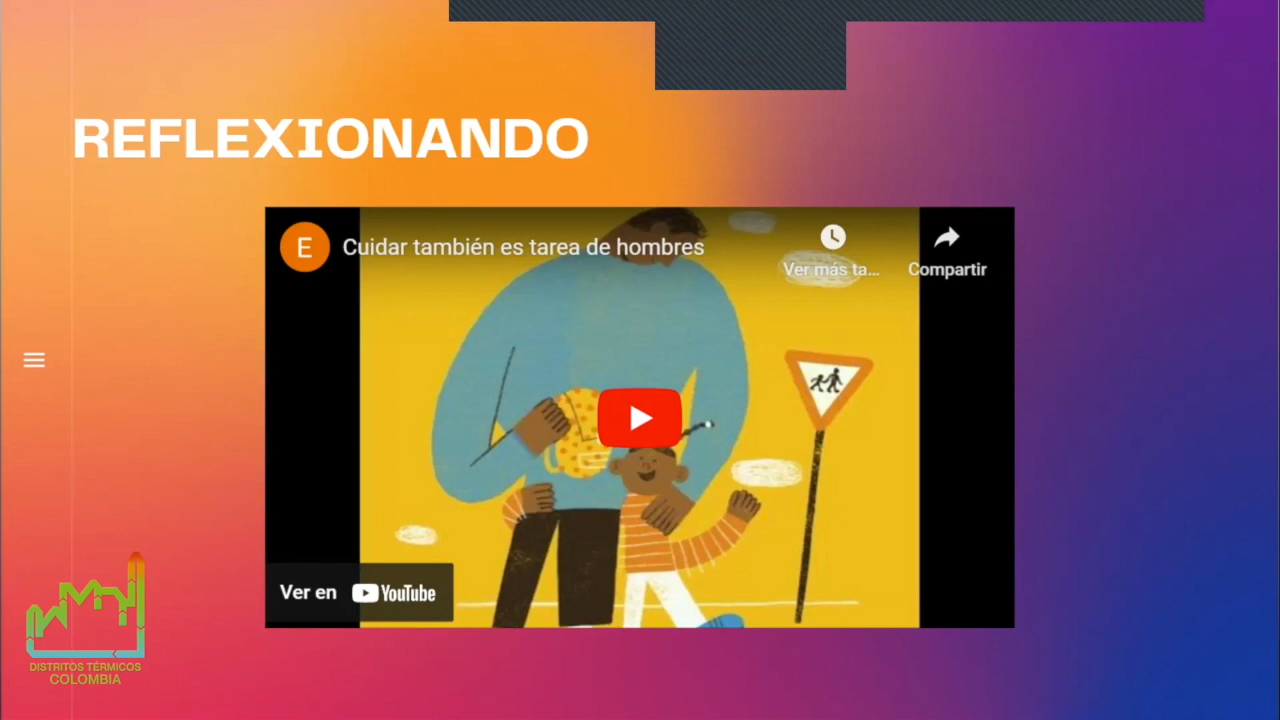 REFLEXIONANDO
E
Cuidar también es tarea de hombres
Ver más ta...
Compartir
Ver en YouTube
DISTRITOS TÉRMICOS
COLOMBIA